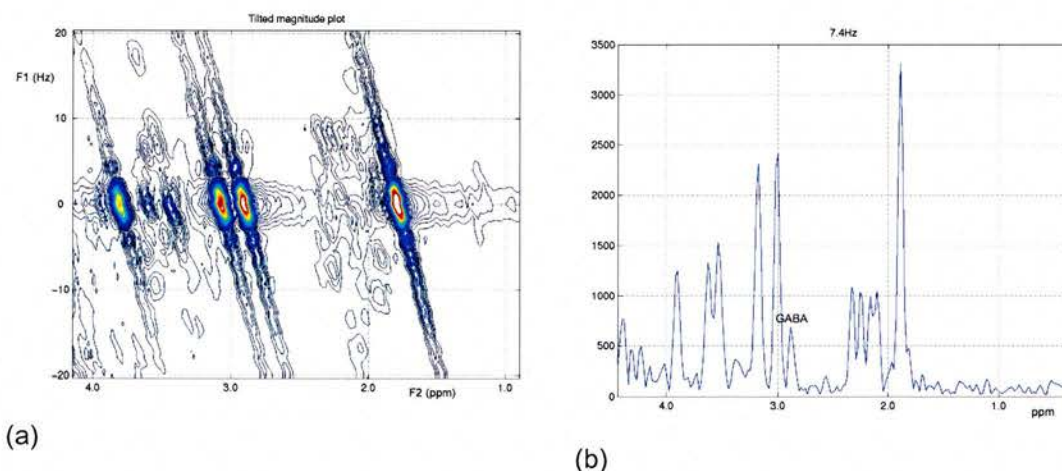 Tilted magnitude plot
20
F1 (Hz)
10
0
−10
−20
4.0 3.0 2.0 1.0
F2 (ppm)
(a)
7.4Hz
3500
3000
2500
2000
1500
1000
500
0
GABA
4.0 3.0 2.0 1.0
ppm
(b)